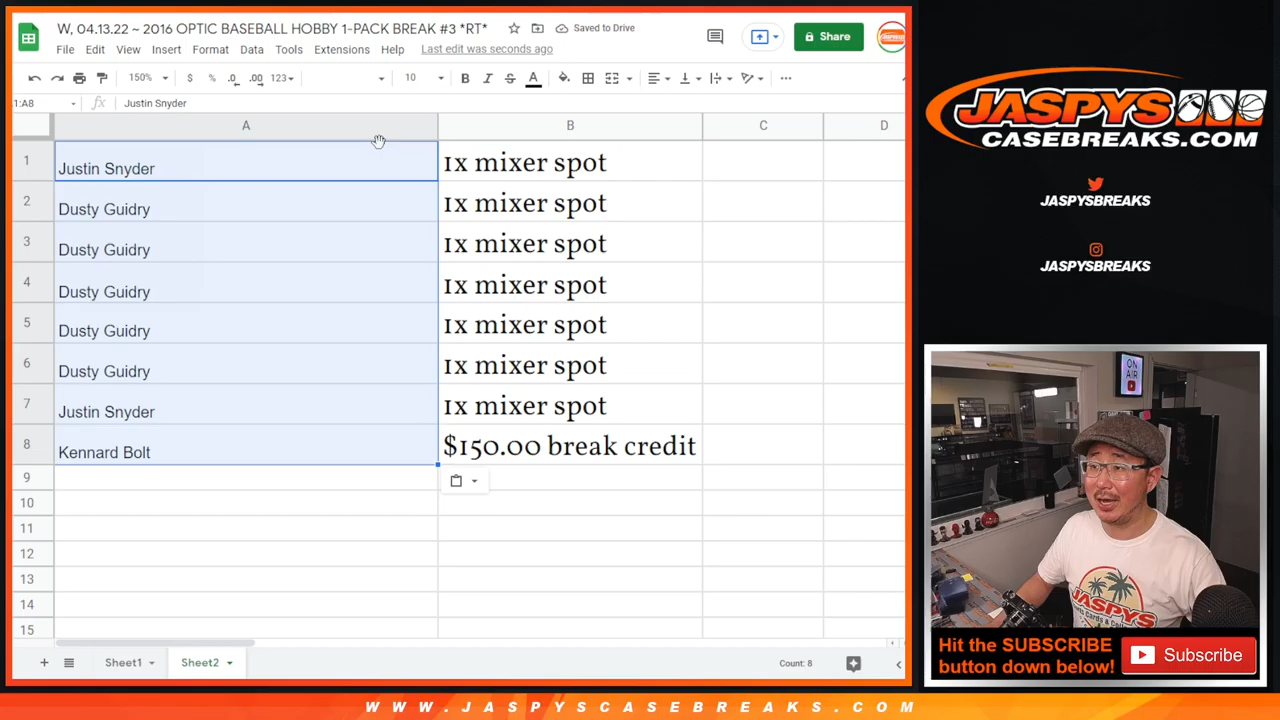 W, 04.13.22 ~ 2016 OPTIC BASEBALL HOBBY 1-PACK BREAK #3 *RT*
Saved to Drive
Share
File Edit View Insert Format Data Tools Extensions Help Last edit was seconds ago
150% $ % .0 .00 123 10 B I S A
1:A8 fx Justin Snyder
A B C D
1 Justin Snyder 1x mixer spot
2 Dusty Guidry 1x mixer spot
3 Dusty Guidry 1x mixer spot
4 Dusty Guidry 1x mixer spot
5 Dusty Guidry 1x mixer spot
6 Dusty Guidry 1x mixer spot
7 Justin Snyder 1x mixer spot
8 Kennard Bolt $150.00 break credit
9
10
11
12
13
14
15
Sheet1 Sheet2 Count: 8
JASPYS
CASEBREAKS.COM
JASPYSBREAKS
JASPYSBREAKS
ON
AIR
JASPYS
Hit the SUBSCRIBE
button down below!
Subscribe
WWW.JASPYSCASEBREAKS.COM